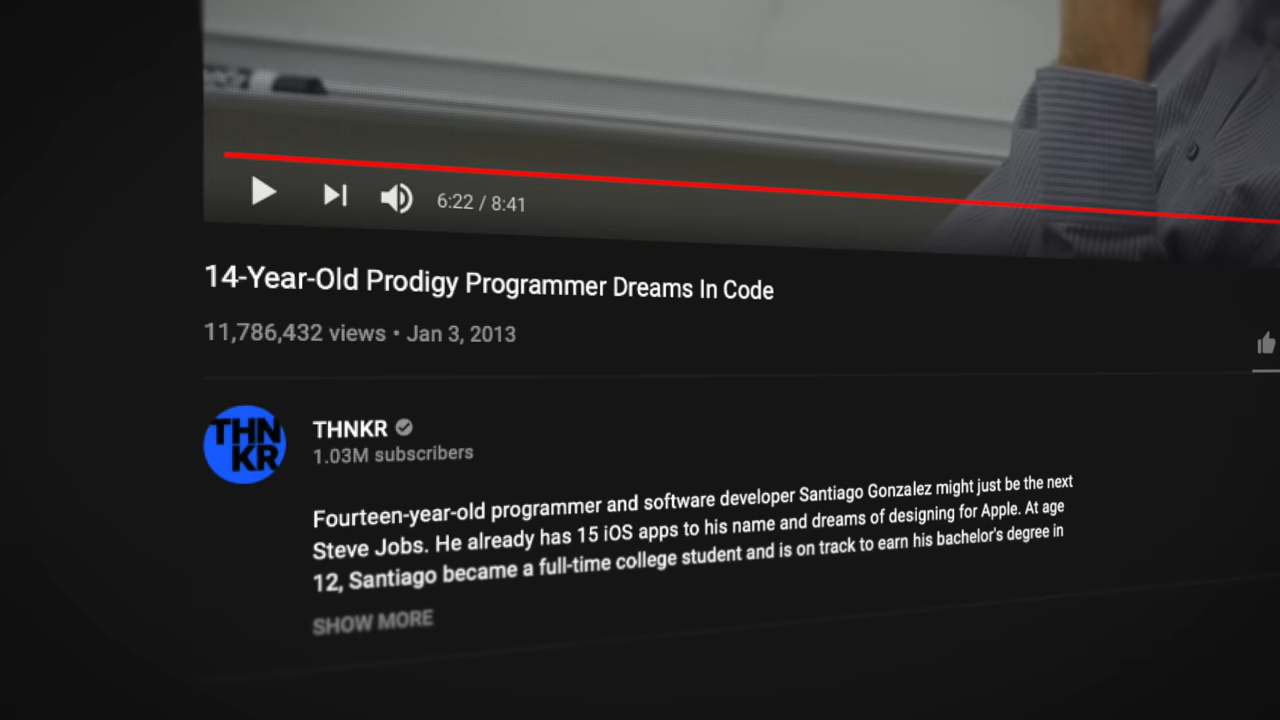 6:22 / 8:41
14-Year-Old Prodigy Programmer Dreams In Code
11,786,432 views • Jan 3, 2013
THN
KR
THNKR
1.03M subscribers
Fourteen-year-old programmer and software developer Santiago Gonzalez might just be the next
Steve Jobs. He already has 15 iOS apps to his name and dreams of designing for Apple. At age
12, Santiago became a full-time college student and is on track to earn his bachelor's degree in
SHOW MORE